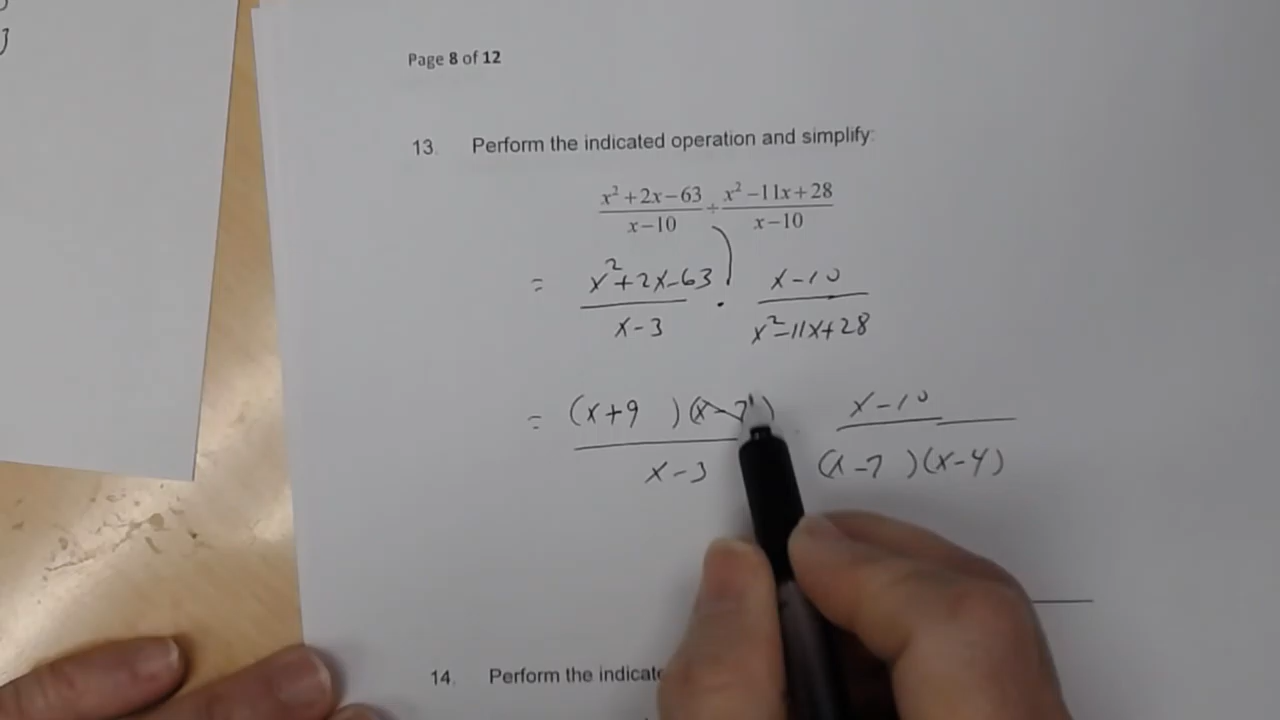 Page 8 of 12
13. Perform the indicated operation and simplify:
x² + 2x − 63 / x − 10 ÷ x² − 11x + 28 / x − 10
= x² + 2x − 63 / x − 3 · x − 10 / x² − 11x + 28
= (x + 9 )(x − 7) / x − 3 · x − 10 / (x − 7 )(x − 4)
14. Perform the